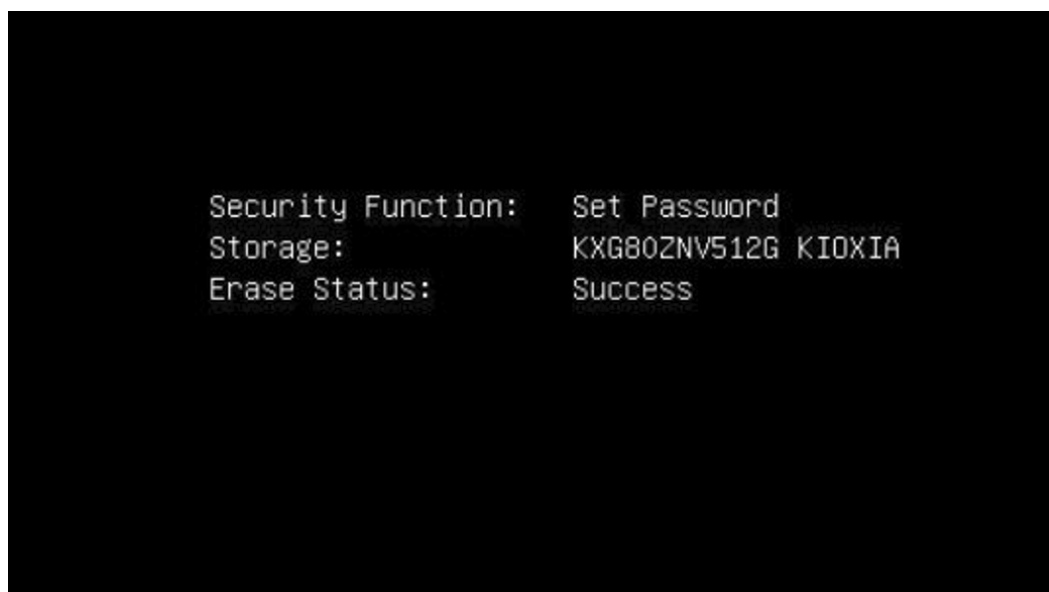 Security Function: Set Password
Storage: KXG80ZNV512G KIOXIA
Erase Status: Success